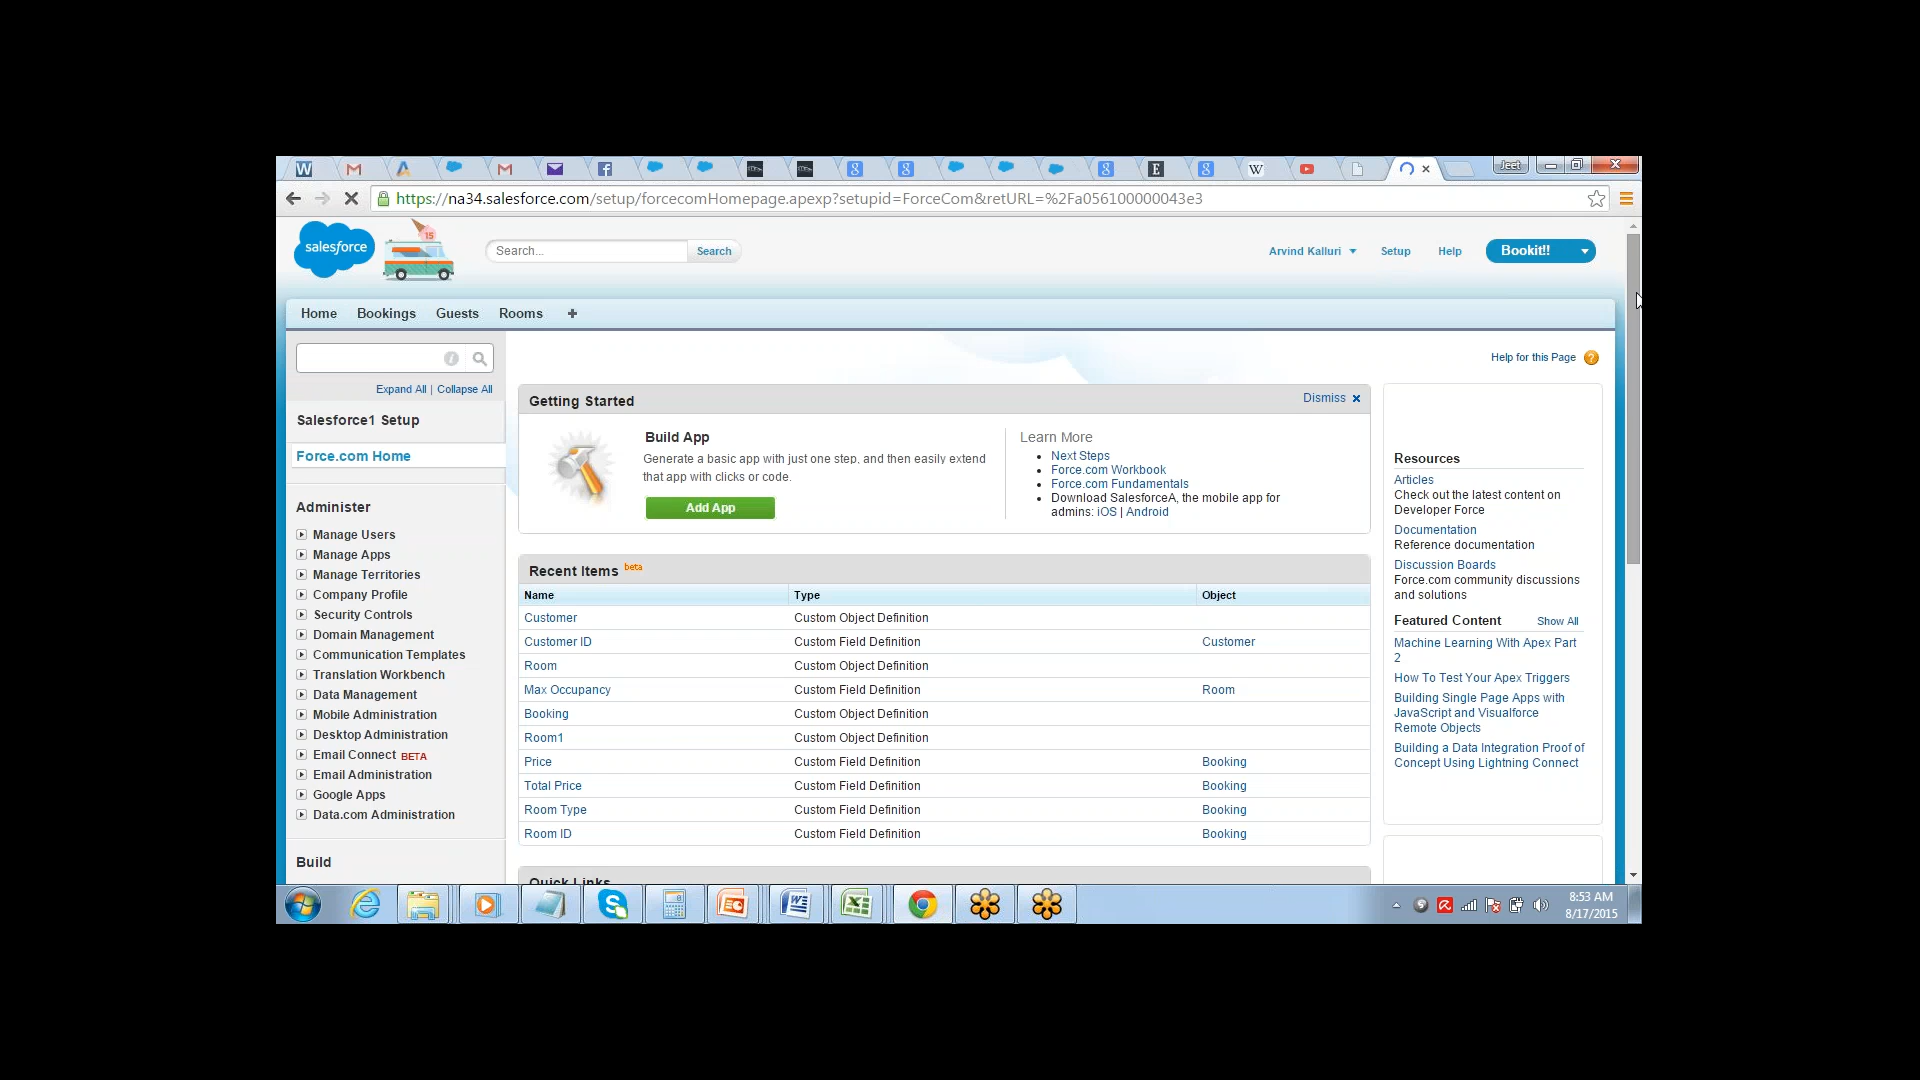 Jeet
https://na34.salesforce.com/setup/forcecomHomepage.apexp?setupid=ForceCom&retURL=%2Fa056100000043e3
salesforce
15
Search...
Search
Arvind Kalluri
Setup
Help
Bookit!!
Home
Bookings
Guests
Rooms
Help for this Page
Expand All | Collapse All
Salesforce1 Setup
Force.com Home
Administer
Manage Users
Manage Apps
Manage Territories
Company Profile
Security Controls
Domain Management
Communication Templates
Translation Workbench
Data Management
Mobile Administration
Desktop Administration
Email Connect BETA
Email Administration
Google Apps
Data.com Administration
Build
Getting Started
Dismiss
Build App
Generate a basic app with just one step, and then easily extend
that app with clicks or code.
Add App
Learn More
Next Steps
Force.com Workbook
Force.com Fundamentals
Download SalesforceA, the mobile app for
admins: iOS | Android
Recent Items beta
Name Type Object
Customer Custom Object Definition
Customer ID Custom Field Definition Customer
Room Custom Object Definition
Max Occupancy Custom Field Definition Room
Booking Custom Object Definition
Room1 Custom Object Definition
Price Custom Field Definition Booking
Total Price Custom Field Definition Booking
Room Type Custom Field Definition Booking
Room ID Custom Field Definition Booking
Quick Links
Resources
Articles
Check out the latest content on
Developer Force
Documentation
Reference documentation
Discussion Boards
Force.com community discussions
and solutions
Featured Content Show All
Machine Learning With Apex Part
2
How To Test Your Apex Triggers
Building Single Page Apps with
JavaScript and Visualforce
Remote Objects
Building a Data Integration Proof of
Concept Using Lightning Connect
8:53 AM
8/17/2015